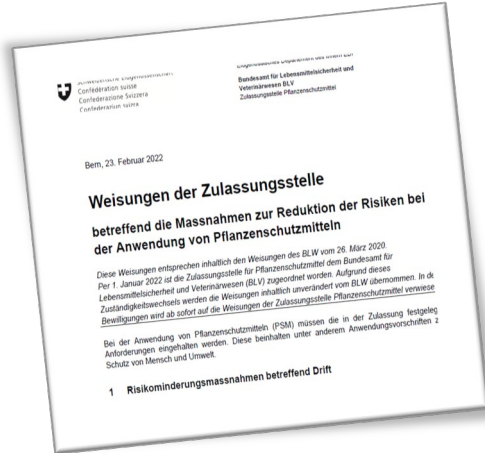 Confédération suisse
Confederazione Svizzera
Confederaziun svizra
Bundesamt für Lebensmittelsicherheit und
Veterinärwesen BLV
Zulassungsstelle Pflanzenschutzmittel
Bern, 23. Februar 2022
Weisungen der Zulassungsstelle
betreffend die Massnahmen zur Reduktion der Risiken bei
der Anwendung von Pflanzenschutzmitteln
Diese Weisungen entsprechen inhaltlich den Weisungen des BLW vom 26. März 2020.
Per 1. Januar 2022 ist die Zulassungsstelle für Pflanzenschutzmittel dem Bundesamt für
Lebensmittelsicherheit und Veterinärwesen (BLV) zugeordnet worden. Aufgrund dieses
Zuständigkeitswechsels werden die Weisungen inhaltlich unverändert vom BLW übernommen. In de
Bewilligungen wird ab sofort auf die Weisungen der Zulassungsstelle Pflanzenschutzmittel verwiese
Bei der Anwendung von Pflanzenschutzmitteln (PSM) müssen die in der Zulassung festgeleg
Anforderungen eingehalten werden. Diese beinhalten unter anderem Anwendungsvorschriften z
Schutz von Mensch und Umwelt.
1 Risikominderungsmassnahmen betreffend Drift